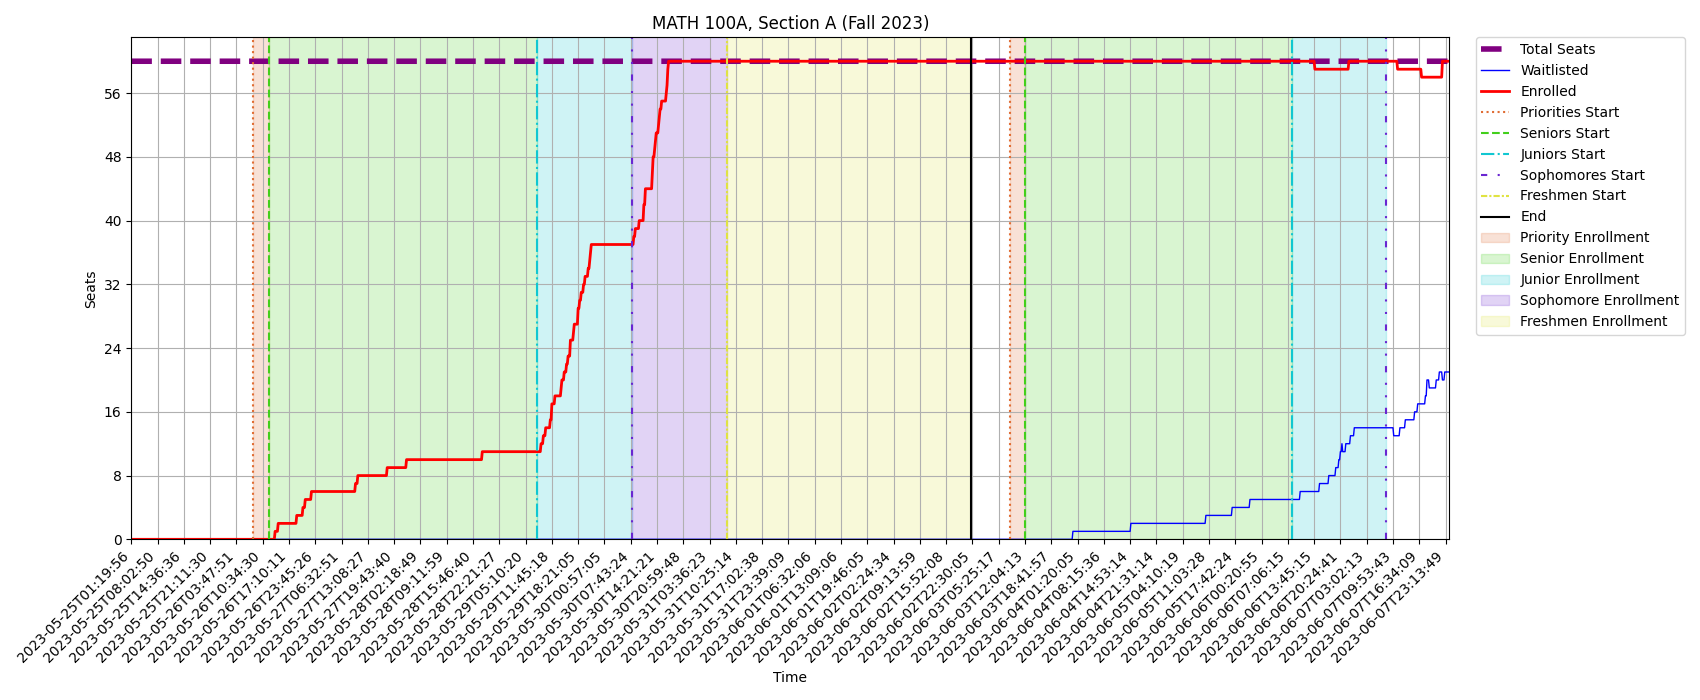 MATH 100A, Section A (Fall 2023)
Seats
56
48
40
32
24
16
8
0
2023-05-25T01:19:56
2023-05-25T08:02:50
2023-05-25T14:36:36
2023-05-25T21:11:30
2023-05-26T03:47:51
2023-05-26T10:34:30
2023-05-26T17:10:11
2023-05-26T23:45:26
2023-05-27T06:32:51
2023-05-27T13:08:27
2023-05-27T19:43:40
2023-05-28T02:18:49
2023-05-28T09:11:59
2023-05-28T15:46:40
2023-05-28T22:21:27
2023-05-29T05:10:20
2023-05-29T11:45:18
2023-05-29T18:21:05
2023-05-30T00:57:05
2023-05-30T07:43:24
2023-05-30T14:21:21
2023-05-30T20:59:48
2023-05-31T03:36:23
2023-05-31T10:25:14
2023-05-31T17:02:38
2023-05-31T23:39:09
2023-06-01T06:32:06
2023-06-01T13:09:06
2023-06-01T19:46:05
2023-06-02T02:24:34
2023-06-02T09:13:59
2023-06-02T15:52:08
2023-06-02T22:30:05
2023-06-03T05:25:17
2023-06-03T12:04:13
2023-06-03T18:41:57
2023-06-04T01:20:05
2023-06-04T08:15:36
2023-06-04T14:53:14
2023-06-04T21:31:14
2023-06-05T04:10:19
2023-06-05T11:03:28
2023-06-05T17:42:24
2023-06-06T00:20:55
2023-06-06T07:06:15
2023-06-06T13:45:15
2023-06-06T20:24:41
2023-06-07T03:02:13
2023-06-07T09:53:43
2023-06-07T16:34:09
2023-06-07T23:13:49
Time
Total Seats
Waitlisted
Enrolled
Priorities Start
Seniors Start
Juniors Start
Sophomores Start
Freshmen Start
End
Priority Enrollment
Senior Enrollment
Junior Enrollment
Sophomore Enrollment
Freshmen Enrollment